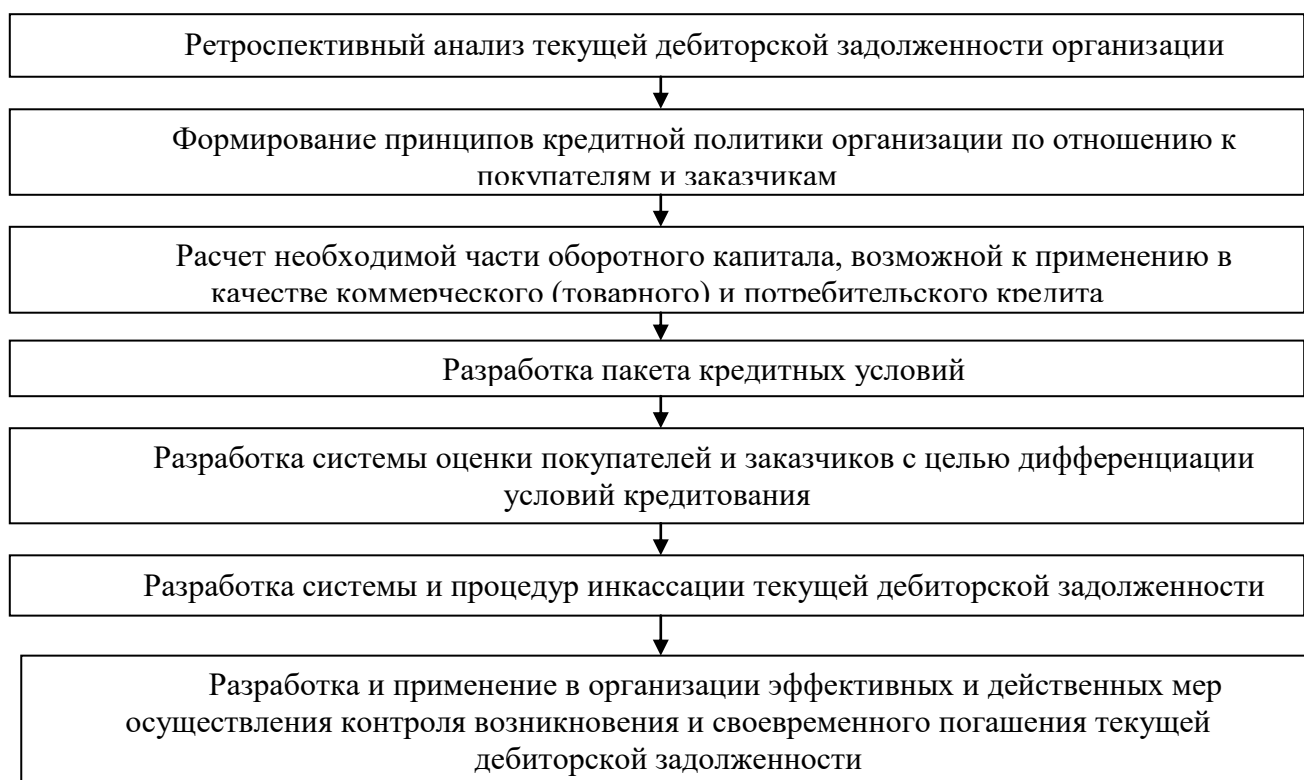 Ретроспективный анализ текущей дебиторской задолженности организации
Формирование принципов кредитной политики организации по отношению к
покупателям и заказчикам
Расчет необходимой части оборотного капитала, возможной к применению в
качестве коммерческого (товарного) и потребительского кредита
Разработка пакета кредитных условий
Разработка системы оценки покупателей и заказчиков с целью дифференциации
условий кредитования
Разработка системы и процедур инкассации текущей дебиторской задолженности
Разработка и применение в организации эффективных и действенных мер
осуществления контроля возникновения и своевременного погашения текущей
дебиторской задолженности